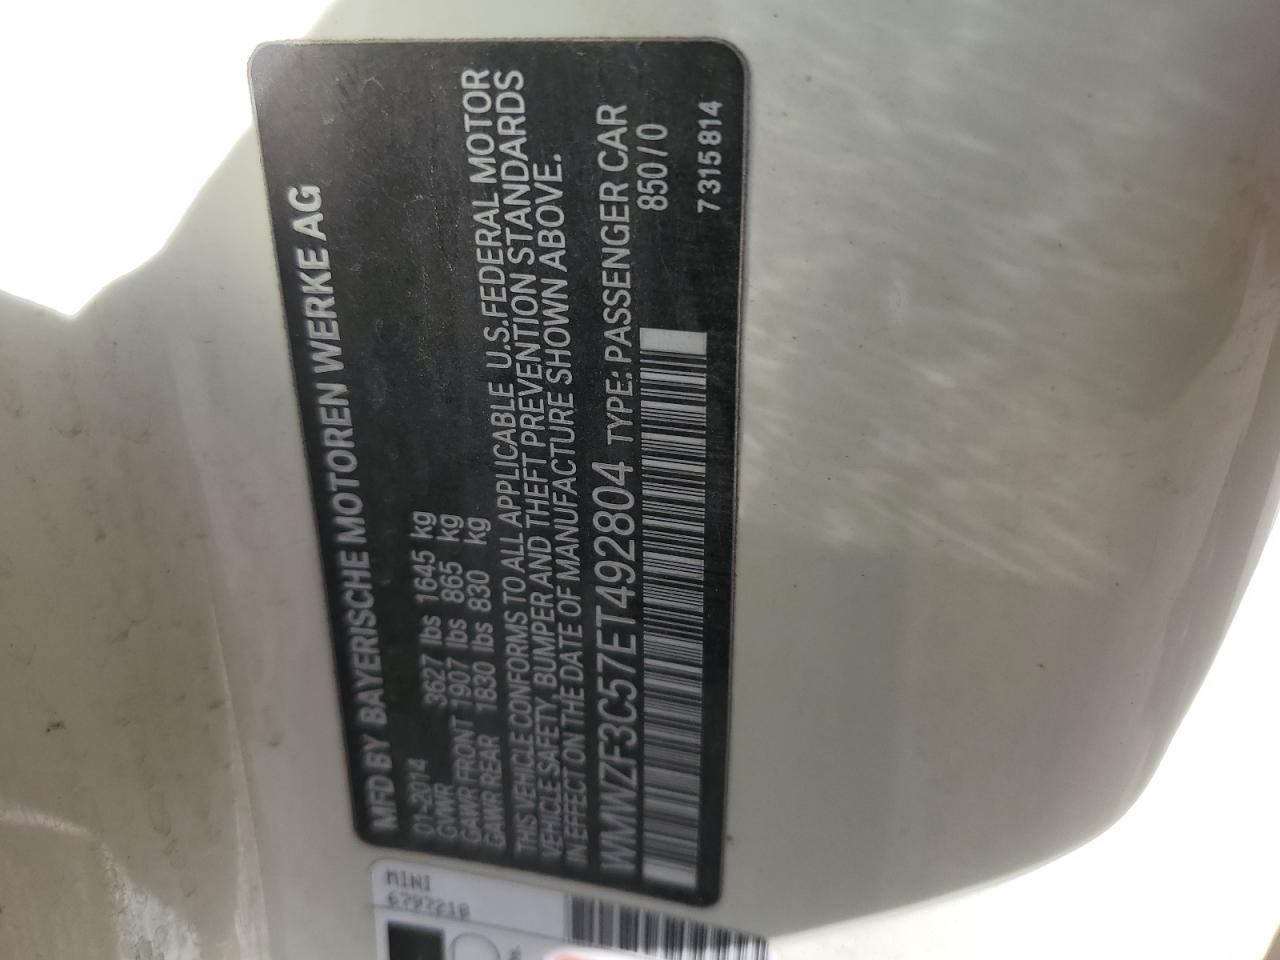 MFD BY BAYERISCHE MOTOREN WERKE AG
01-2014
GVWR 3627 lbs 1645 kg
GAWR FRONT 1907 lbs 865 kg
GAWR REAR 1830 lbs 830 kg
THIS VEHICLE CONFORMS TO ALL APPLICABLE U.S.FEDERAL MOTOR
VEHICLE SAFETY, BUMPER AND THEFT PREVENTION STANDARDS
IN EFFECT ON THE DATE OF MANUFACTURE SHOWN ABOVE.
WMWZF3C57ET492804 TYPE: PASSENGER CAR
850/0
7315814
MINI
6797218